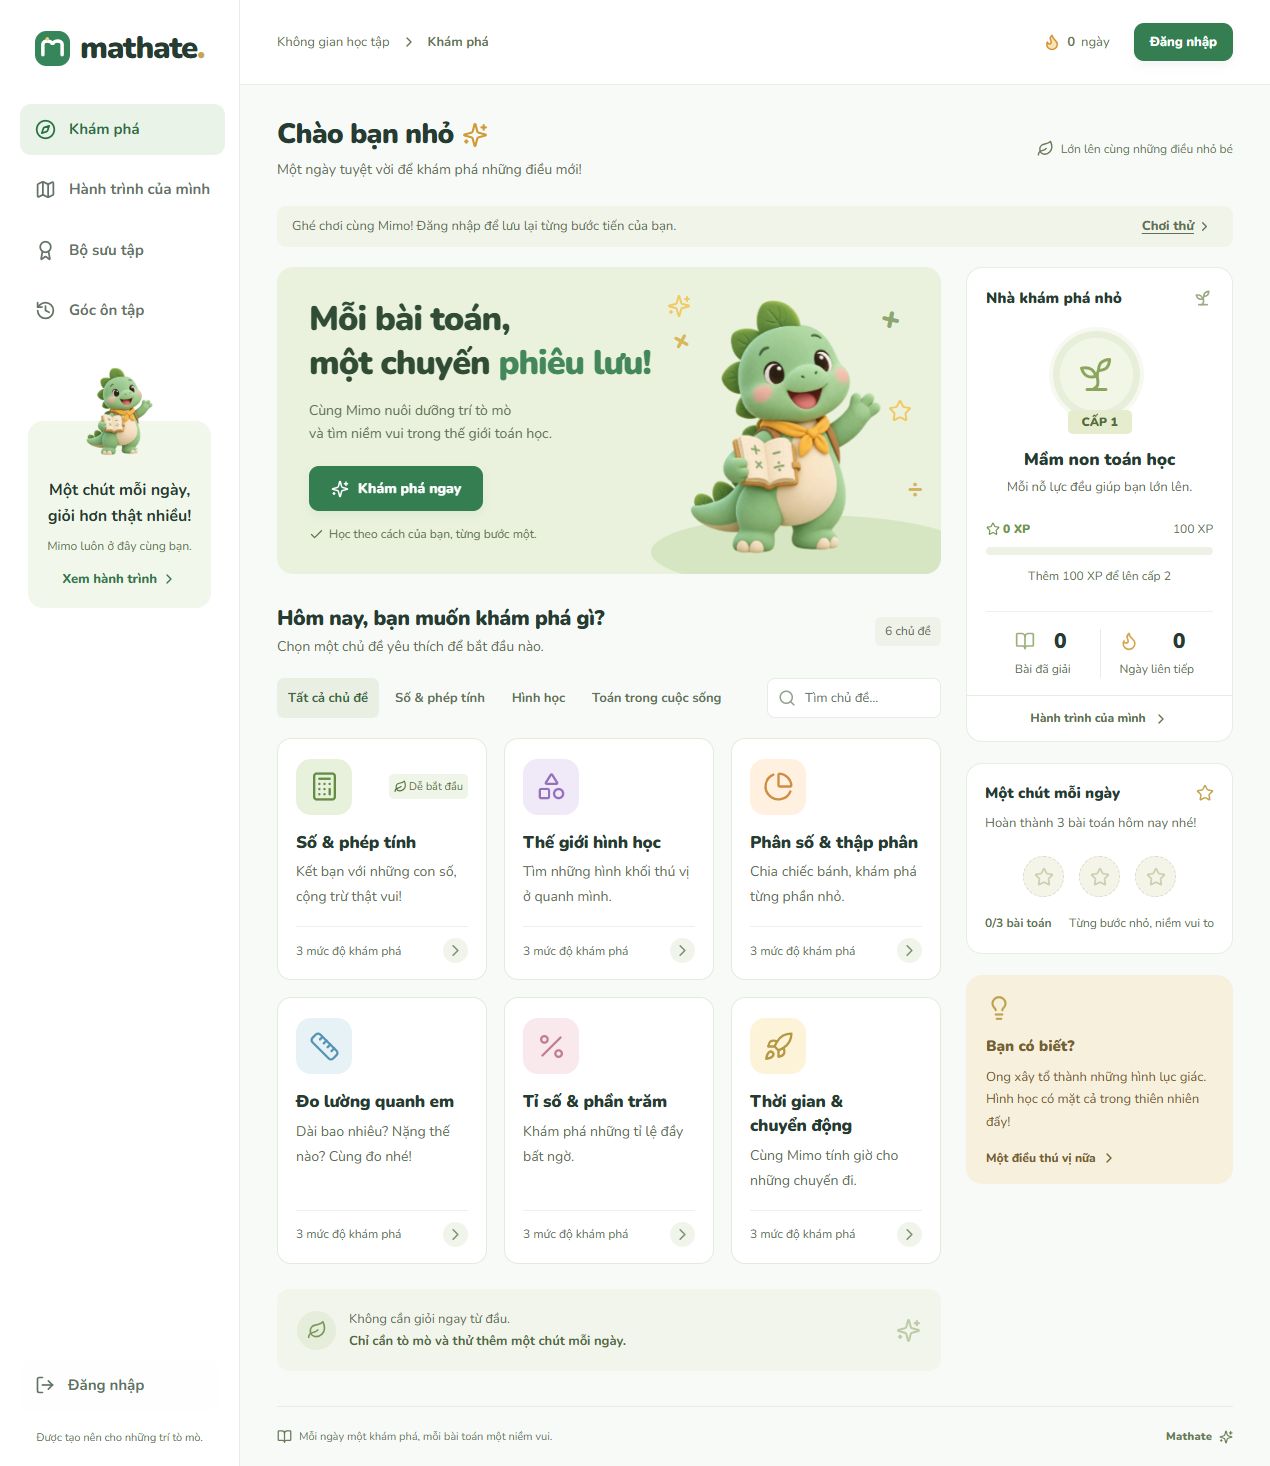 mathate.
Khám phá
Hành trình của mình
Bộ sưu tập
Góc ôn tập
Một chút mỗi ngày,
giỏi hơn thật nhiều!
Mimo luôn ở đây cùng bạn.
Xem hành trình
Đăng nhập
Được tạo nên cho những trí tò mò.
Không gian học tập > Khám phá
0 ngày
Đăng nhập
Chào bạn nhỏ
Một ngày tuyệt vời để khám phá những điều mới!
Lớn lên cùng những điều nhỏ bé
Ghé chơi cùng Mimo! Đăng nhập để lưu lại từng bước tiến của bạn.
Chơi thử
Mỗi bài toán,
một chuyến phiêu lưu!
Cùng Mimo nuôi dưỡng trí tò mò
và tìm niềm vui trong thế giới toán học.
Khám phá ngay
Học theo cách của bạn, từng bước một.
Hôm nay, bạn muốn khám phá gì?
Chọn một chủ đề yêu thích để bắt đầu nào.
6 chủ đề
Tất cả chủ đề
Số & phép tính
Hình học
Toán trong cuộc sống
Tìm chủ đề...
Dễ bắt đầu
Số & phép tính
Kết bạn với những con số,
cộng trừ thật vui!
3 mức độ khám phá
Thế giới hình học
Tìm những hình khối thú vị
ở quanh mình.
3 mức độ khám phá
Phân số & thập phân
Chia chiếc bánh, khám phá
từng phần nhỏ.
3 mức độ khám phá
Đo lường quanh em
Dài bao nhiêu? Nặng thế
nào? Cùng đo nhé!
3 mức độ khám phá
Tỉ số & phần trăm
Khám phá những tỉ lệ đầy
bất ngờ.
3 mức độ khám phá
Thời gian &
chuyển động
Cùng Mimo tính giờ cho
những chuyến đi.
3 mức độ khám phá
Không cần giỏi ngay từ đầu.
Chỉ cần tò mò và thử thêm một chút mỗi ngày.
Nhà khám phá nhỏ
CẤP 1
Mầm non toán học
Mỗi nỗ lực đều giúp bạn lớn lên.
0 XP
100 XP
Thêm 100 XP để lên cấp 2
0
Bài đã giải
0
Ngày liên tiếp
Hành trình của mình
Một chút mỗi ngày
Hoàn thành 3 bài toán hôm nay nhé!
0/3 bài toán
Từng bước nhỏ, niềm vui to
Bạn có biết?
Ong xây tổ thành những hình lục giác.
Hình học có mặt cả trong thiên nhiên
đấy!
Một điều thú vị nữa
Mỗi ngày một khám phá, mỗi bài toán một niềm vui.
Mathate